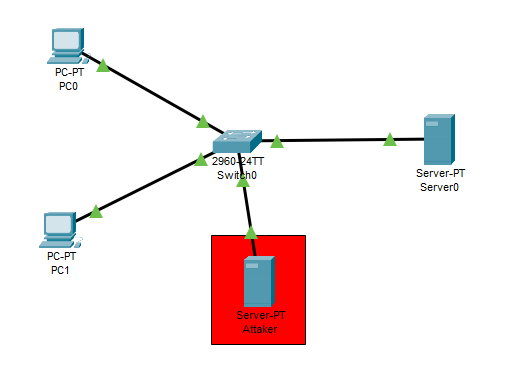 PC-PT
PC0
2960-24TT
Switch0
Server-PT
Server0
PC-PT
PC1
Server-PT
Attaker